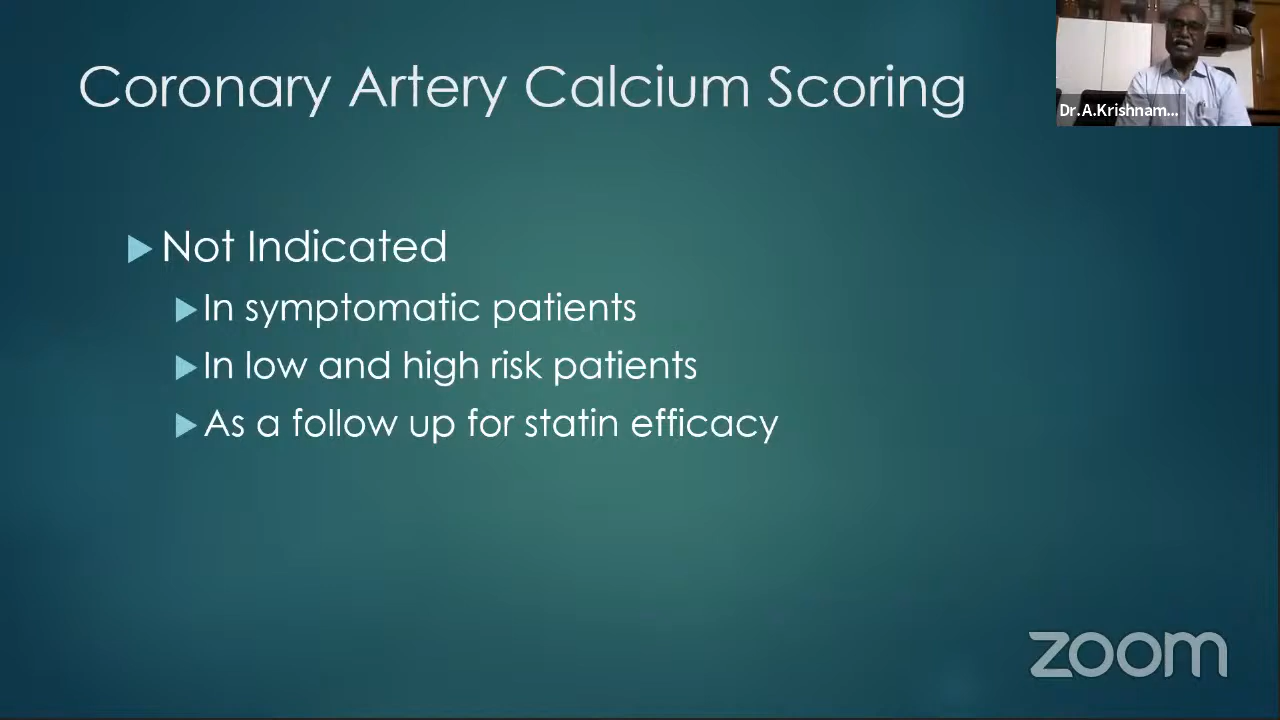 Coronary Artery Calcium Scoring
Dr.A.Krishnam...
Not Indicated
In symptomatic patients
In low and high risk patients
As a follow up for statin efficacy
zoom